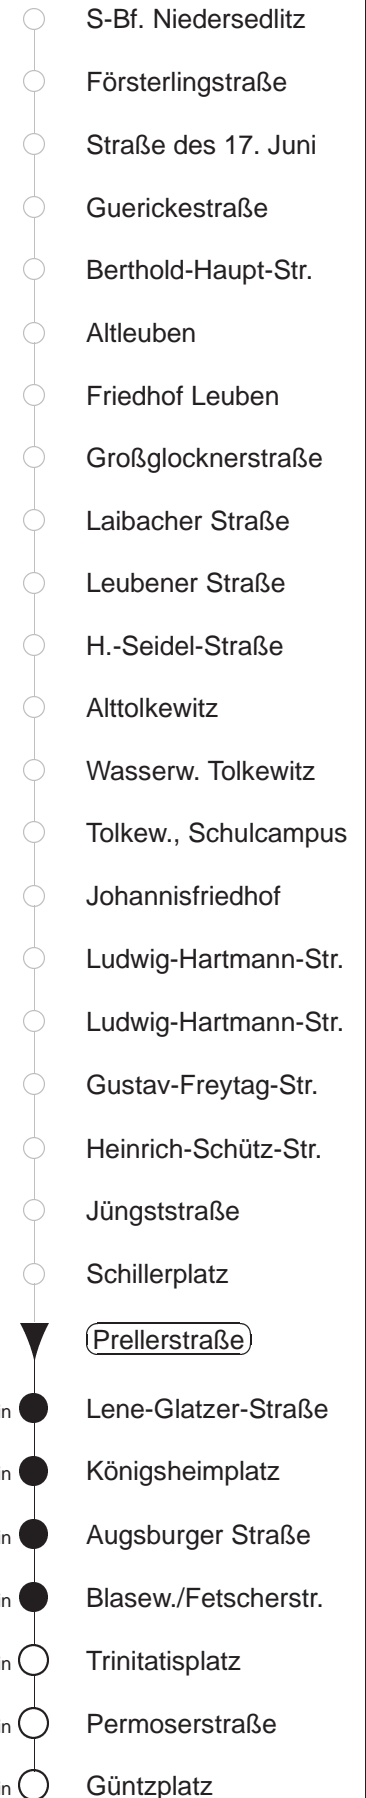 S-Bf. Niedersedlitz
Försterlingstraße
Straße des 17. Juni
Guerickestraße
Berthold-Haupt-Str.
Altleuben
Friedhof Leuben
Großglocknerstraße
Laibacher Straße
Leubener Straße
H.-Seidel-Straße
Alttolkewitz
Wasserw. Tolkewitz
Tolkew., Schulcampus
Johannisfriedhof
Ludwig-Hartmann-Str.
Ludwig-Hartmann-Str.
Gustav-Freytag-Str.
Heinrich-Schütz-Str.
Jüngststraße
Schillerplatz
Prellerstraße
Lene-Glatzer-Straße
Königsheimplatz
Augsburger Straße
Blasew./Fetscherstr.
Trinitatisplatz
Permoserstraße
Güntzplatz